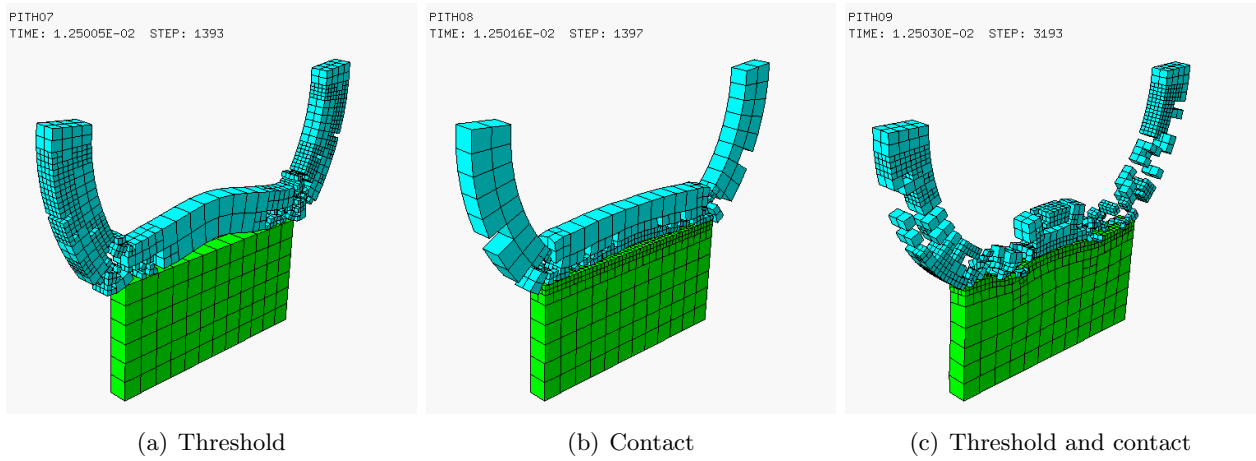 PITH07
TIME: 1.25005E-02 STEP: 1393
PITH08
TIME: 1.25016E-02 STEP: 1397
PITH09
TIME: 1.25030E-02 STEP: 3193
(a) Threshold
(b) Contact
(c) Threshold and contact